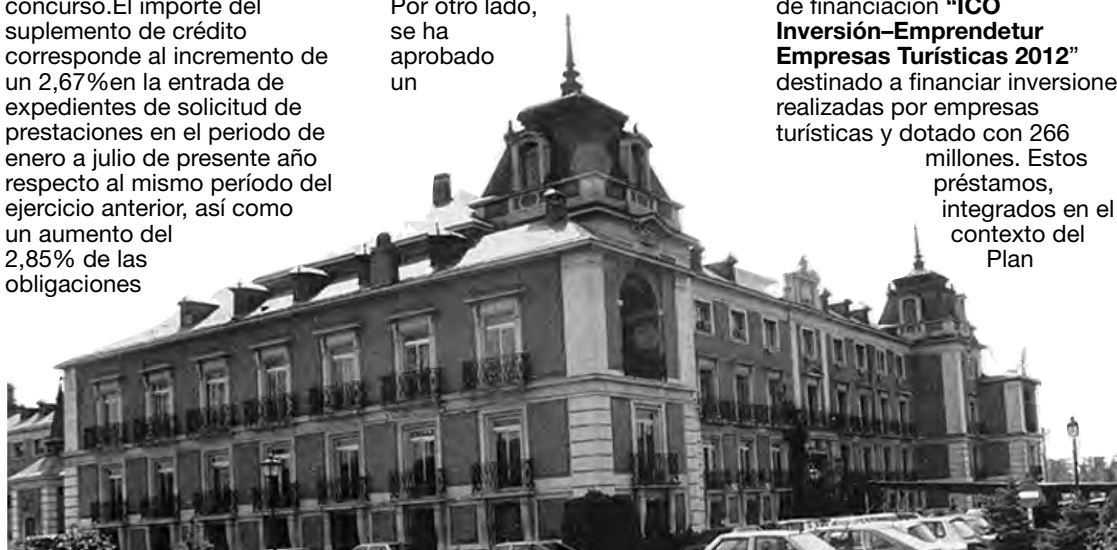 concurso.El importe del
suplemento de crédito
corresponde al incremento de
un 2,67%en la entrada de
expedientes de solicitud de
prestaciones en el periodo de
enero a julio de presente año
respecto al mismo período del
ejercicio anterior, así como
un aumento del
2,85% de las
obligaciones
Por otro lado,
se ha
aprobado
un
de financiación “ICO
Inversión–Emprendetur
Empresas Turísticas 2012”
destinado a financiar inversione
realizadas por empresas
turísticas y dotado con 266
millones. Estos
préstamos,
integrados en el
contexto del
Plan